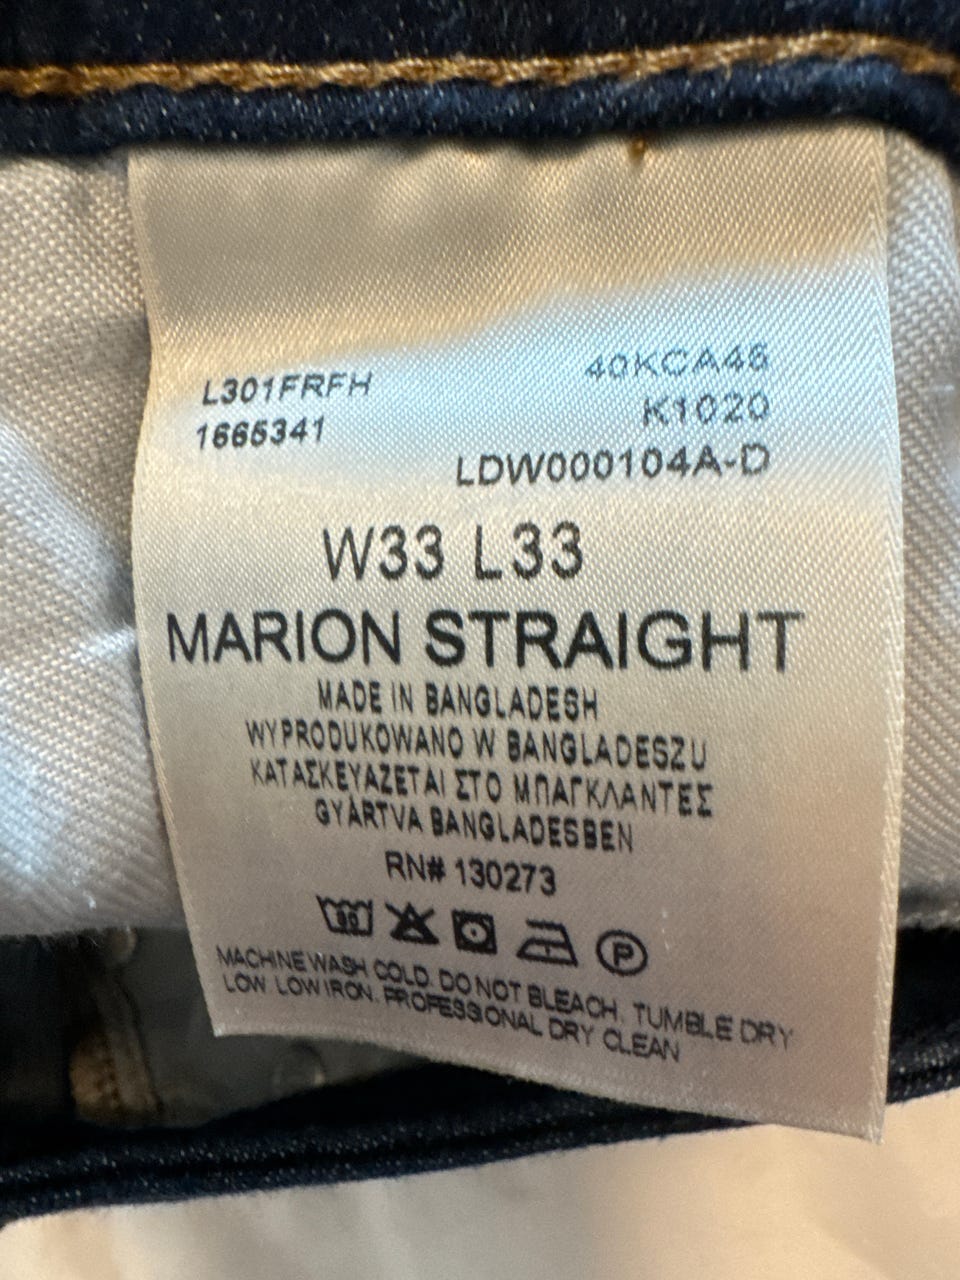 L301FRFH
1665341
40KCA46
K1020
LDW000104A-D
W33 L33
MARION STRAIGHT
MADE IN BANGLADESH
WYPRODUKOWANO W BANGLADESZU
ΚΑΤΑΣΚΕΥΑΖΕΤΑΙ ΣΤΟ ΜΠΑΓΚΛΑΝΤΕΣ
GYÁRTVA BANGLADESBEN
RN# 130273
30 P
MACHINE WASH COLD. DO NOT BLEACH. TUMBLE DRY
LOW. LOW IRON. PROFESSIONAL DRY CLEAN